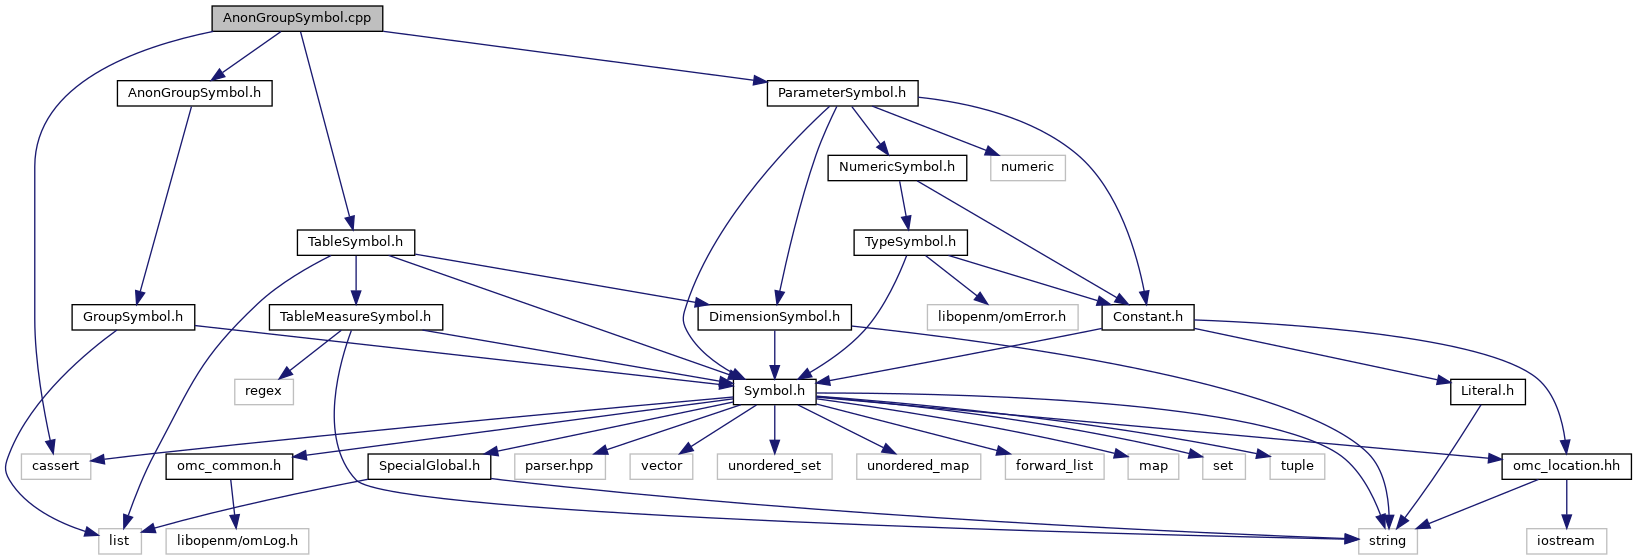 AnonGroupSymbol.cpp
AnonGroupSymbol.h
ParameterSymbol.h
NumericSymbol.h
numeric
TableSymbol.h
TypeSymbol.h
GroupSymbol.h
TableMeasureSymbol.h
DimensionSymbol.h
libopenm/omError.h
Constant.h
regex
Symbol.h
Literal.h
cassert
omc_common.h
SpecialGlobal.h
parser.hpp
vector
unordered_set
unordered_map
forward_list
map
set
tuple
omc_location.hh
list
libopenm/omLog.h
string
iostream